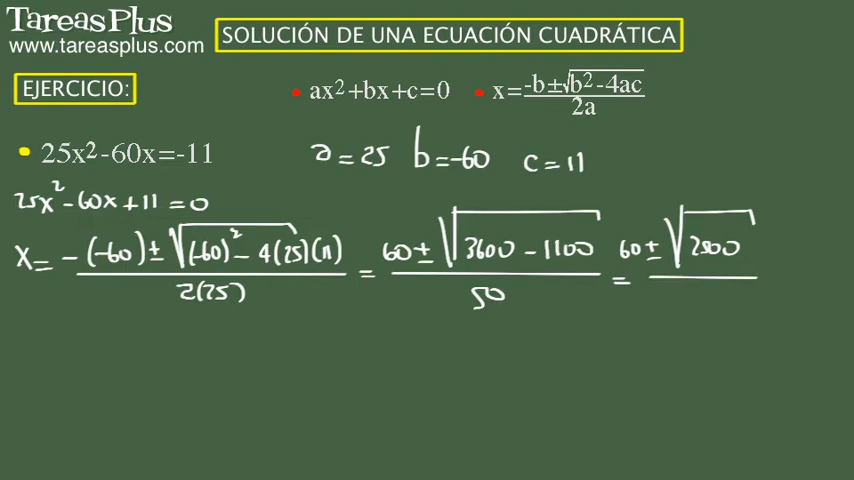 TareasPlus
www.tareasplus.com
SOLUCIÓN DE UNA ECUACIÓN CUADRÁTICA
EJERCICIO:
• ax²+bx+c=0 • x=(-b±√(b²-4ac))/2a
• 25x²-60x=-11
a=25 b=-60 c=11
25x²-60x+11=0
x= (-(-60)±√((-60)²-4(25)(11)))/2(25) = (60±√(3600-1100))/50 = 60±√2500